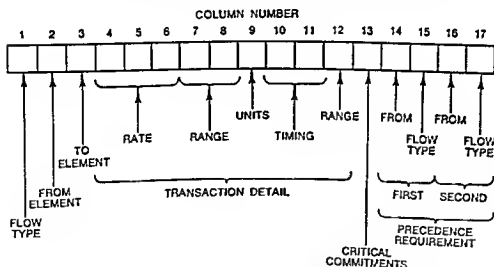 COLUMN NUMBER
1 2 3 4 5 6 7 8 9 10 11 12 13 14 15 16 17
RATE RANGE UNITS TIMING RANGE FROM FROM
TO
ELEMENT
FLOW
TYPE
FLOW
TYPE
FROM
ELEMENT
TRANSACTION DETAIL
FIRST SECOND
FLOW
TYPE
PRECEDENCE
REQUIREMENT
CRITICAL
COMMITMENTS